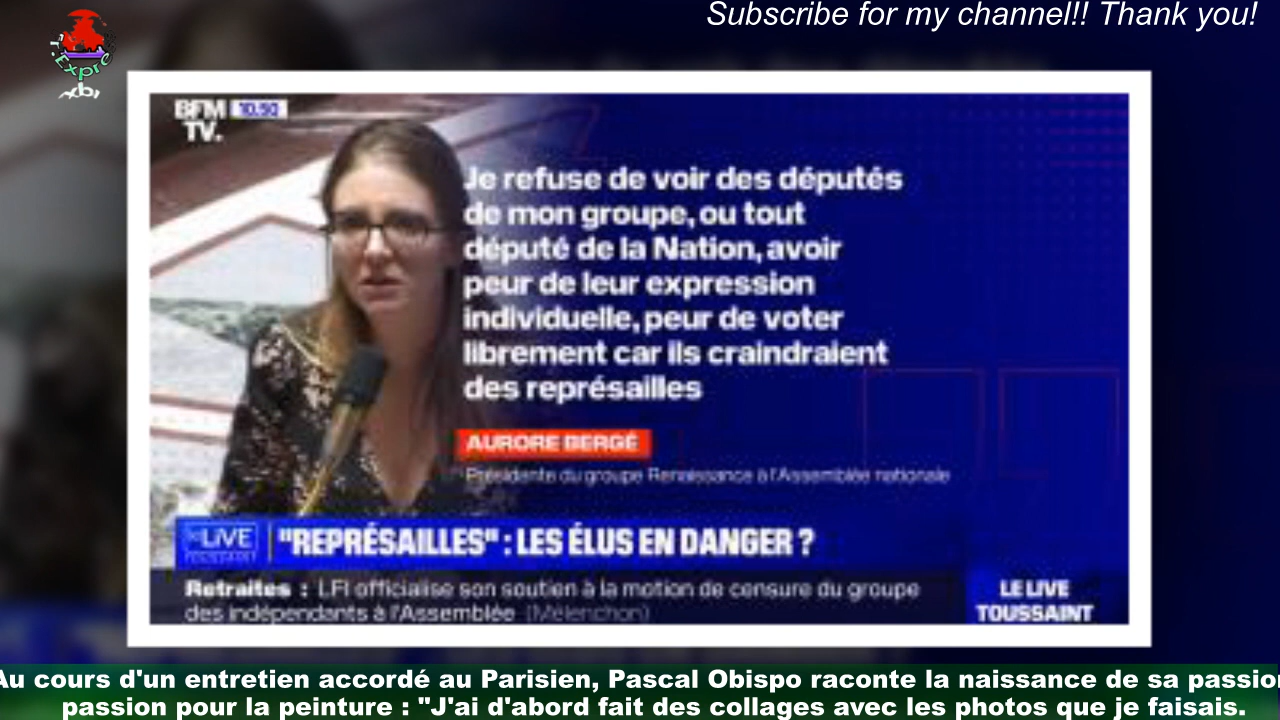 Subscribe for my channel!! Thank you!
BFM 10:30
TV.
Je refuse de voir des députés
de mon groupe, ou tout
député de la Nation, avoir
peur de leur expression
individuelle, peur de voter
librement car ils craindraient
des représailles
AURORE BERGÉ
Présidente du groupe Renaissance à l'Assemblée nationale
LIVE
TOUSSAINT
"REPRÉSAILLES" : LES ÉLUS EN DANGER ?
Retraites : LFI officialise son soutien à la motion de censure du groupe
des indépendants à l'Assemblée (Mélenchon)
LE LIVE
TOUSSAINT
Au cours d'un entretien accordé au Parisien, Pascal Obispo raconte la naissance de sa passion
passion pour la peinture : "J'ai d'abord fait des collages avec les photos que je faisais.